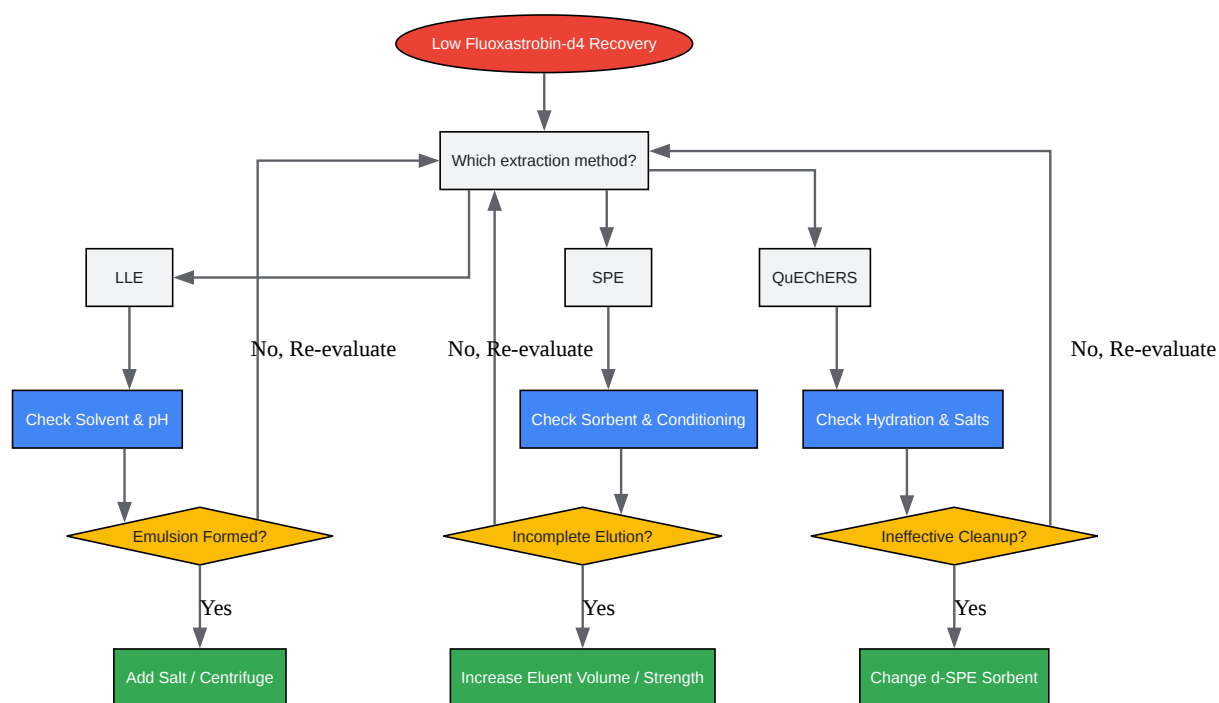 Low Fluoxastrobin-d4 Recovery
Which extraction method?
LLE
SPE
QuEChERS
No, Re-evaluate
No, Re-evaluate
No, Re-evaluate
Check Solvent & pH
Check Sorbent & Conditioning
Check Hydration & Salts
Emulsion Formed?
Incomplete Elution?
Ineffective Cleanup?
Yes
Yes
Yes
Add Salt / Centrifuge
Increase Eluent Volume / Strength
Change d-SPE Sorbent